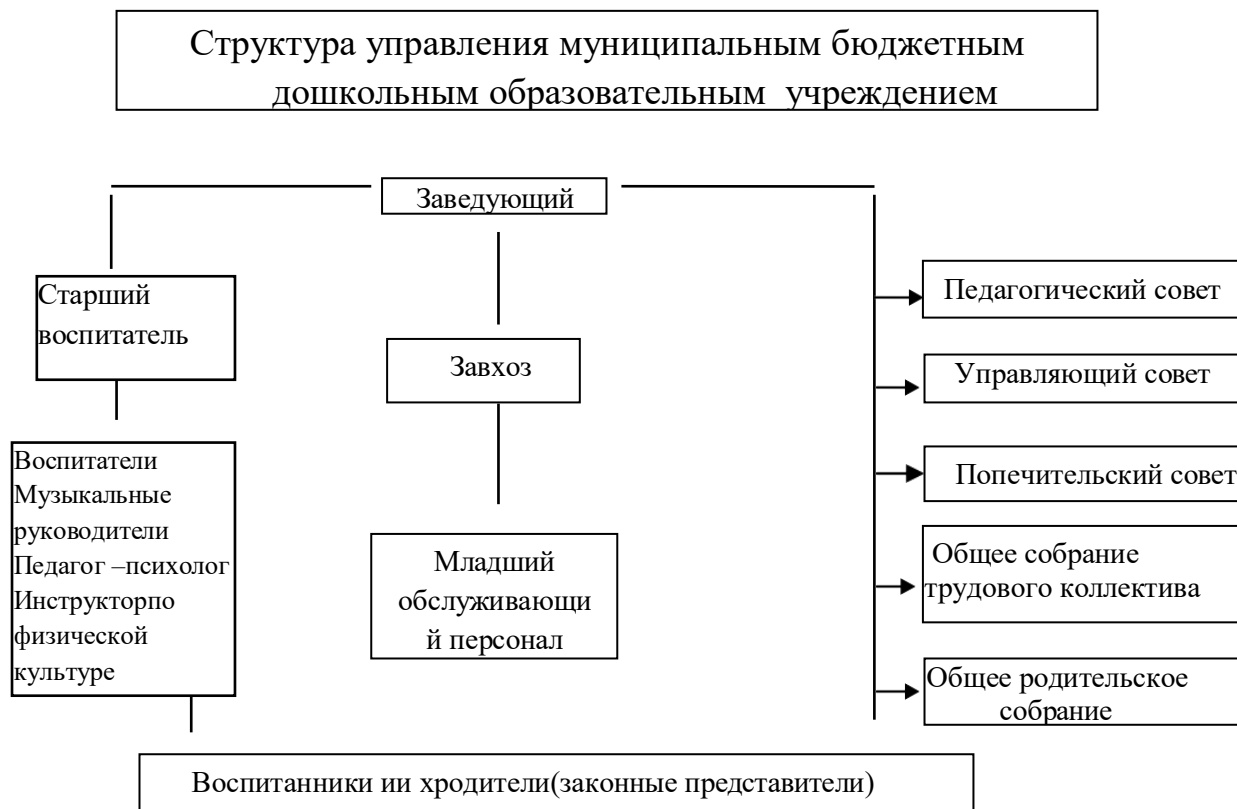 Структура управления муниципальным бюджетным
дошкольным образовательным учреждением
Заведующий
Старший
воспитатель
Завхоз
Воспитатели
Музыкальные
руководители
Педагог –психолог
Инструкторпо
физической
культуре
Младший
обслуживающи
й персонал
Педагогический совет
Управляющий совет
Попечительский совет
Общее собрание
трудового коллектива
Общее родительское
собрание
Воспитанники ии хродители(законные представители)